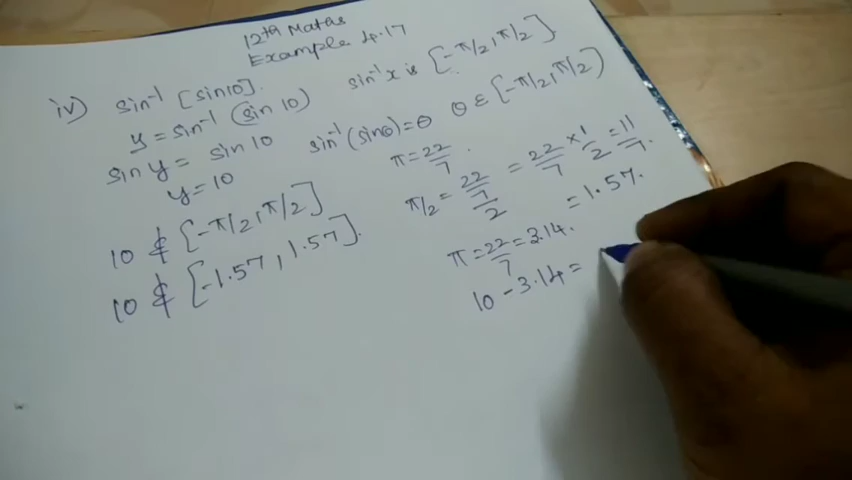 12th Maths
Example 4.17
iv) sin⁻¹ [sin10].
sin⁻¹x is [-π/2, π/2]
y = sin⁻¹ (sin 10)
sin⁻¹ (sinθ) = θ θ ε [-π/2, π/2]
sin y = sin 10
y = 10
10 ∉ [-π/2, π/2]
10 ∉ [-1.57, 1.57].
π = 22/7.
π/2 = 22/7/2 = 22/7 × 1/2 = 11/7.
= 1.57.
π = 22/7 = 3.14.
10 - 3.14 =